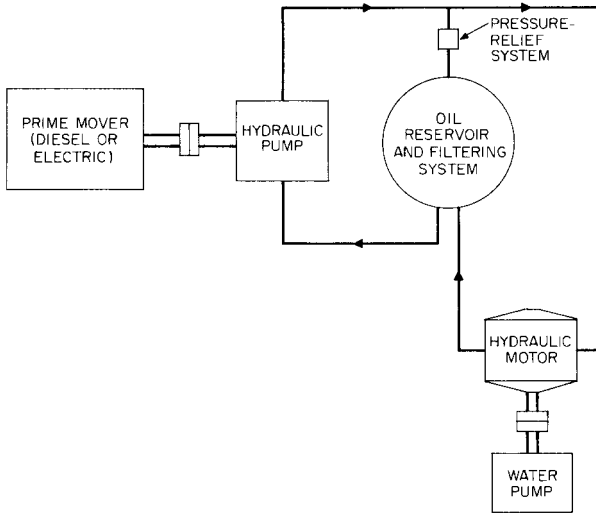 PRESSURE-
RELIEF
SYSTEM
PRIME MOVER
(DIESEL OR
ELECTRIC)
HYDRAULIC
PUMP
OIL
RESERVOIR
AND FILTERING
SYSTEM
HYDRAULIC
MOTOR
WATER
PUMP